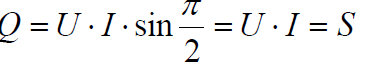 Q = U · I · sin π/2 = U · I = S